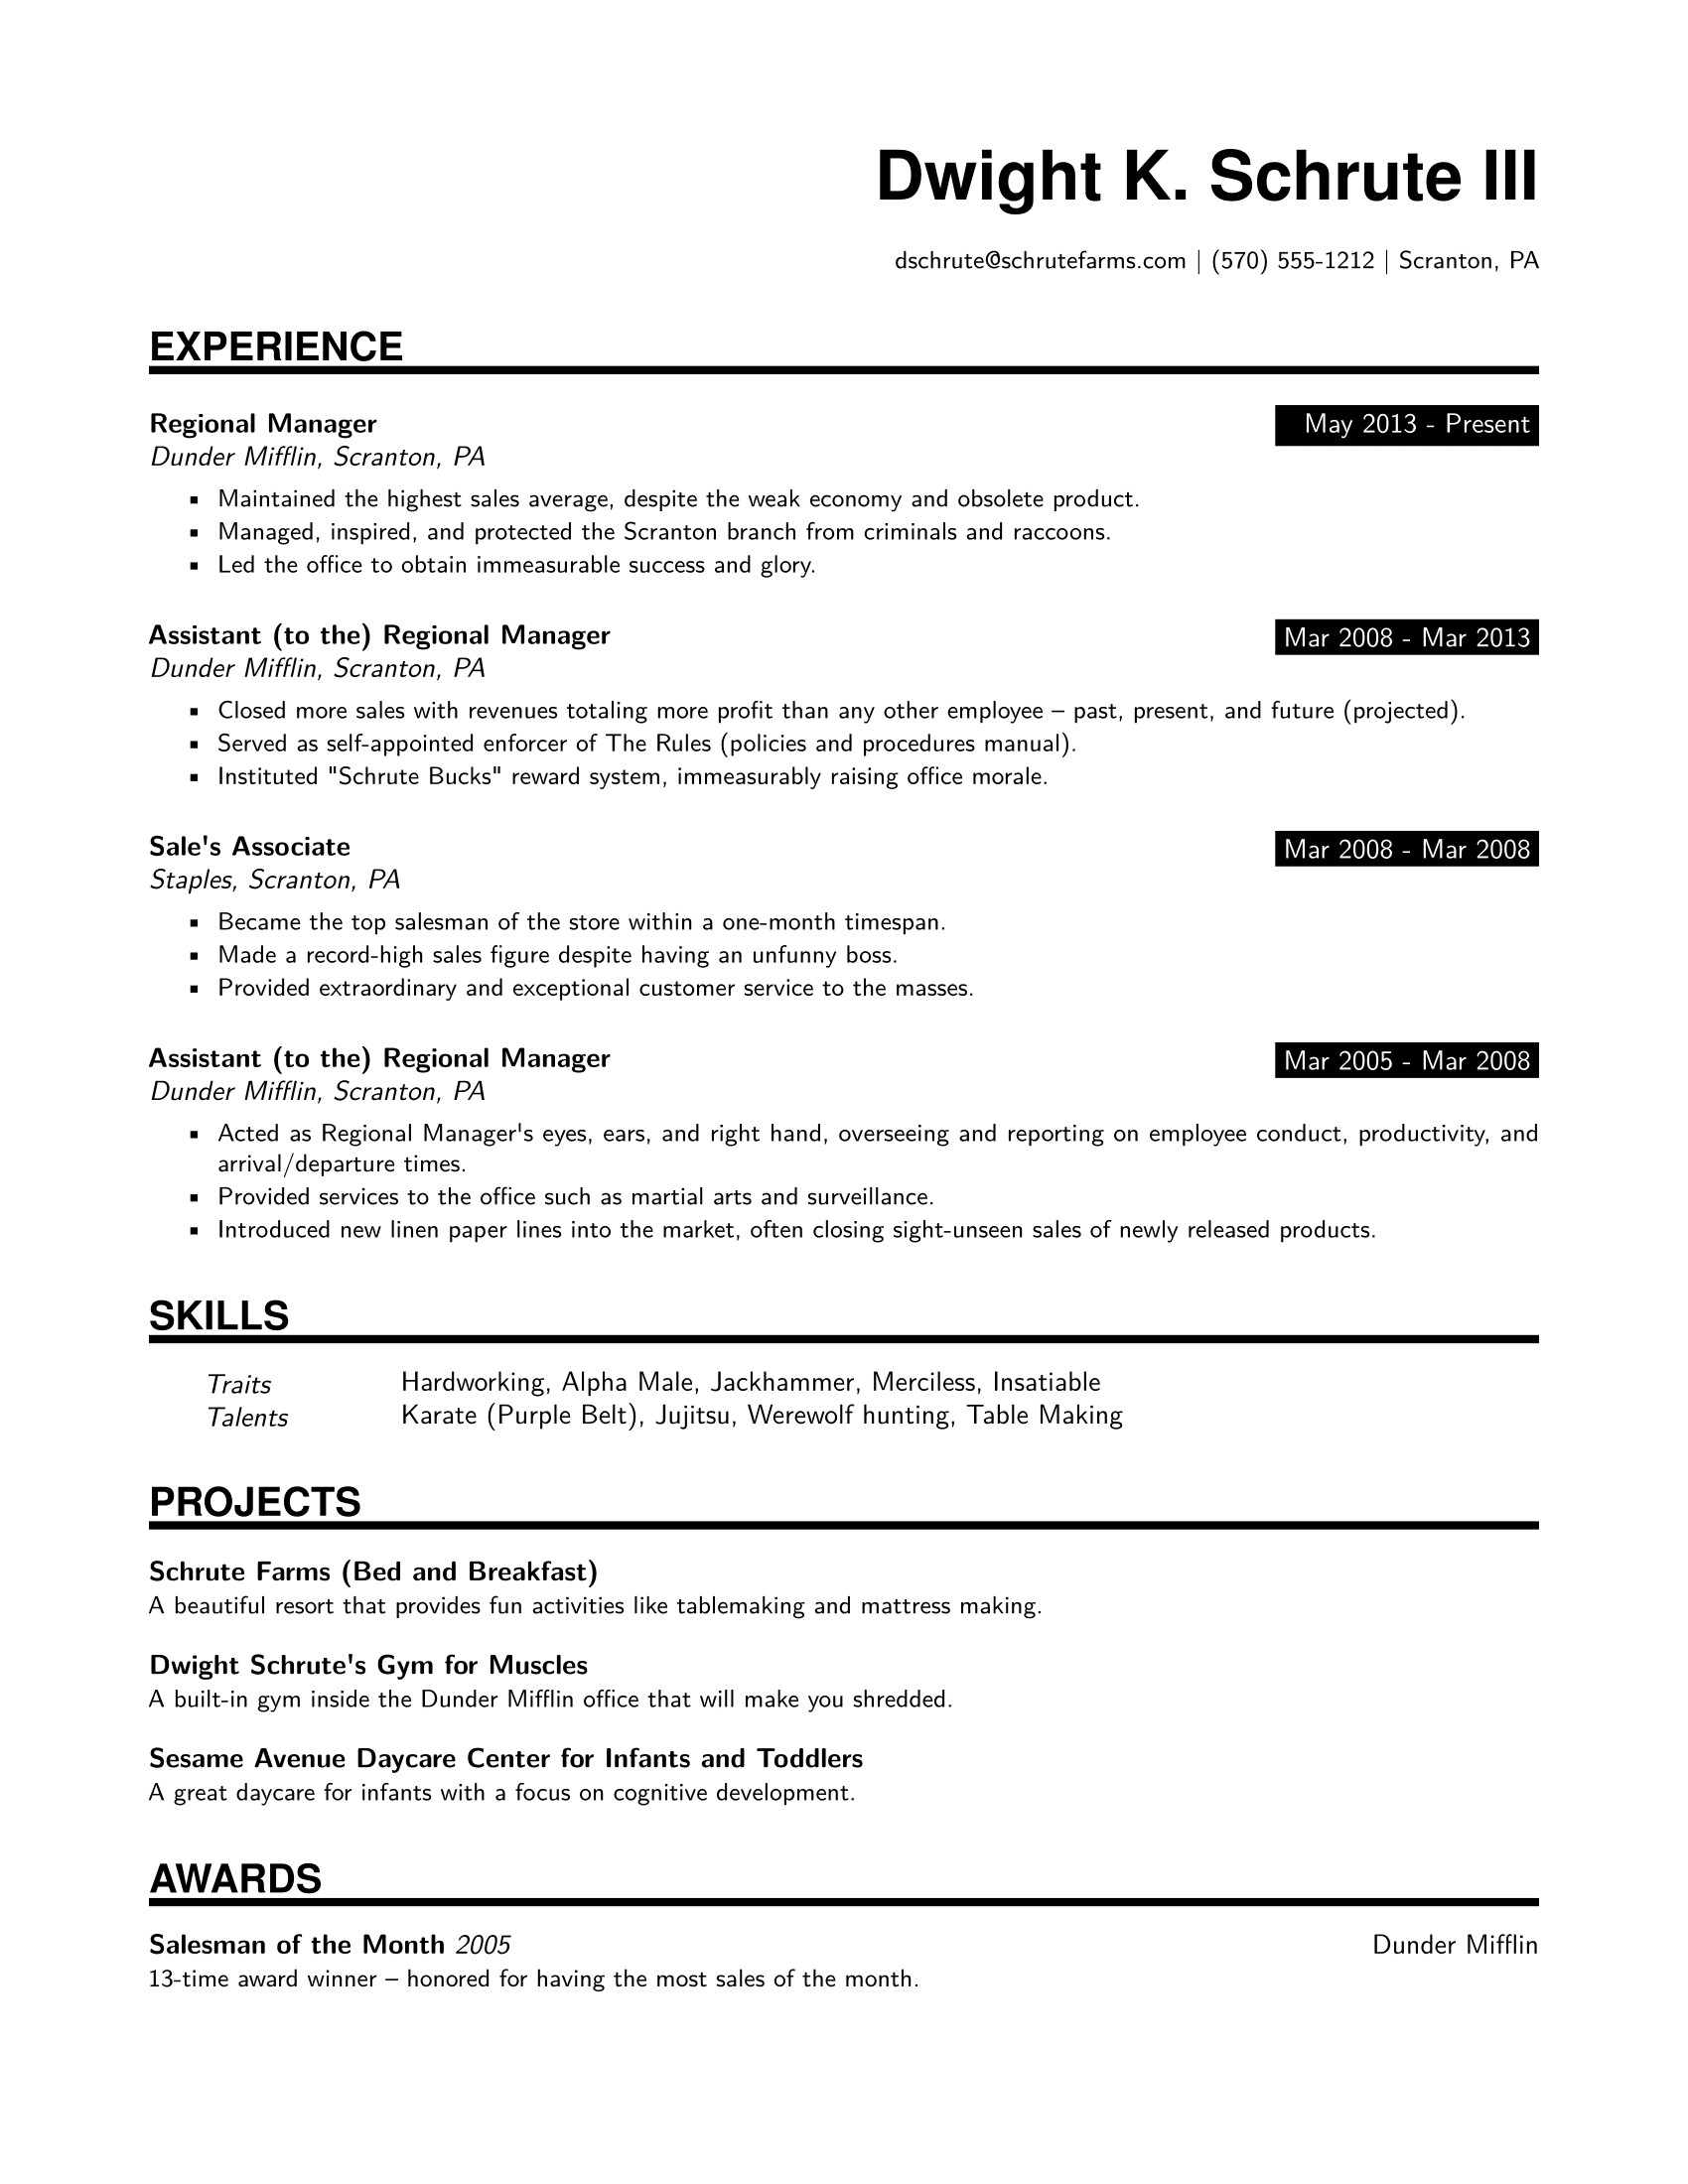 Dwight K. Schrute III
dschrute@schrutefarms.com | (570) 555-1212 | Scranton, PA
EXPERIENCE
Regional Manager May 2013 - Present
Dunder Mifflin, Scranton, PA
▪ Maintained the highest sales average, despite the weak economy and obsolete product.
▪ Managed, inspired, and protected the Scranton branch from criminals and raccoons.
▪ Led the office to obtain immeasurable success and glory.
Assistant (to the) Regional Manager Mar 2008 - Mar 2013
Dunder Mifflin, Scranton, PA
▪ Closed more sales with revenues totaling more profit than any other employee – past, present, and future (projected).
▪ Served as self-appointed enforcer of The Rules (policies and procedures manual).
▪ Instituted "Schrute Bucks" reward system, immeasurably raising office morale.
Sale's Associate Mar 2008 - Mar 2008
Staples, Scranton, PA
▪ Became the top salesman of the store within a one-month timespan.
▪ Made a record-high sales figure despite having an unfunny boss.
▪ Provided extraordinary and exceptional customer service to the masses.
Assistant (to the) Regional Manager Mar 2005 - Mar 2008
Dunder Mifflin, Scranton, PA
▪ Acted as Regional Manager's eyes, ears, and right hand, overseeing and reporting on employee conduct, productivity, and
arrival/departure times.
▪ Provided services to the office such as martial arts and surveillance.
▪ Introduced new linen paper lines into the market, often closing sight-unseen sales of newly released products.
SKILLS
Traits Hardworking, Alpha Male, Jackhammer, Merciless, Insatiable
Talents Karate (Purple Belt), Jujitsu, Werewolf hunting, Table Making
PROJECTS
Schrute Farms (Bed and Breakfast)
A beautiful resort that provides fun activities like tablemaking and mattress making.
Dwight Schrute's Gym for Muscles
A built-in gym inside the Dunder Mifflin office that will make you shredded.
Sesame Avenue Daycare Center for Infants and Toddlers
A great daycare for infants with a focus on cognitive development.
AWARDS
Salesman of the Month 2005 Dunder Mifflin
13-time award winner – honored for having the most sales of the month.